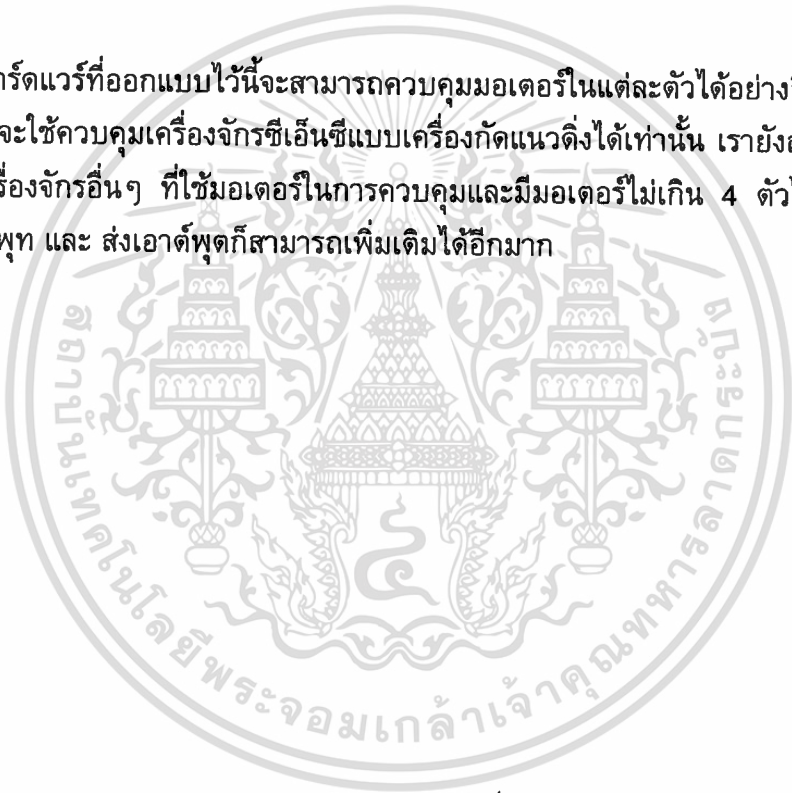 าร์ดแวร์ที่ออกแบบไว้นี้จะสามารถควบคุมมอเตอร์ในแต่ละตัวได้อย่าง
จะใช้ควบคุมเครื่องจักรซีเอ็นซีแบบเครื่องกัดแนวดิ่งได้เท่านั้น เรายัง
รื่องจักรอื่นๆ ที่ใช้มอเตอร์ในการควบคุมและมีมอเตอร์ไม่เกิน 4 ตัว
พุท และ ส่งเอาต์พุตก็สามารถเพิ่มเติมได้อีกมาก
สถาบันเทคโนโลยีพระจอมเกล้าเจ้าคุณทหารลาดกระบัง